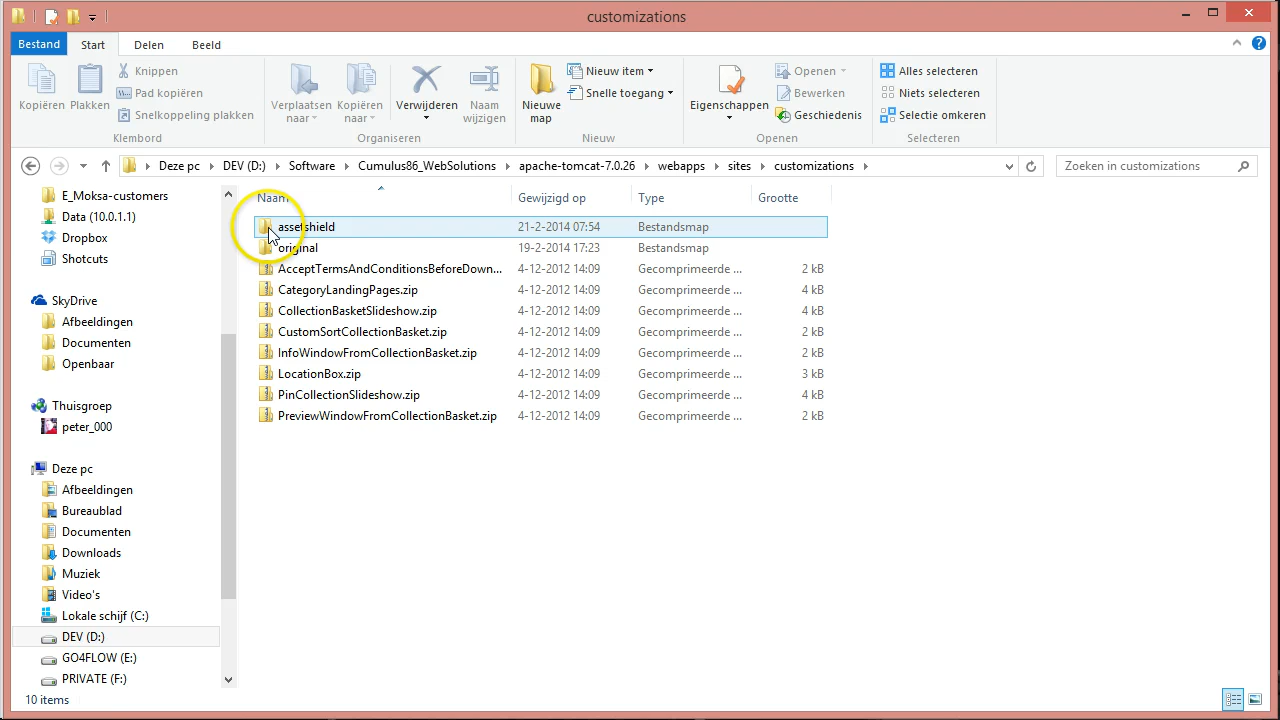 customizations
Bestand Start Delen Beeld
Kopiëren
Plakken
Knippen
Pad kopiëren
Snelkoppeling plakken
Klembord
Verplaatsen naar
Kopiëren naar
Verwijderen
Naam wijzigen
Organiseren
Nieuwe map
Nieuw item
Snelle toegang
Nieuw
Eigenschappen
Openen
Bewerken
Geschiedenis
Openen
Alles selecteren
Niets selecteren
Selectie omkeren
Selecteren
Deze pc DEV (D:) Software Cumulus86_WebSolutions apache-tomcat-7.0.26 webapps sites customizations
Zoeken in customizations
E_Moksa-customers
Data (10.0.1.1)
Dropbox
Shotcuts
SkyDrive
Afbeeldingen
Documenten
Openbaar
Thuisgroep
peter_000
Deze pc
Afbeeldingen
Bureaublad
Documenten
Downloads
Muziek
Video's
Lokale schijf (C:)
DEV (D:)
GO4FLOW (E:)
PRIVATE (F:)
Naam Gewijzigd op Type Grootte
assetshield 21-2-2014 07:54 Bestandsmap
original 19-2-2014 17:23 Bestandsmap
AcceptTermsAndConditionsBeforeDown... 4-12-2012 14:09 Gecomprimeerde ... 2 kB
CategoryLandingPages.zip 4-12-2012 14:09 Gecomprimeerde ... 4 kB
CollectionBasketSlideshow.zip 4-12-2012 14:09 Gecomprimeerde ... 4 kB
CustomSortCollectionBasket.zip 4-12-2012 14:09 Gecomprimeerde ... 2 kB
InfoWindowFromCollectionBasket.zip 4-12-2012 14:09 Gecomprimeerde ... 2 kB
LocationBox.zip 4-12-2012 14:09 Gecomprimeerde ... 3 kB
PinCollectionSlideshow.zip 4-12-2012 14:09 Gecomprimeerde ... 4 kB
PreviewWindowFromCollectionBasket.zip 4-12-2012 14:09 Gecomprimeerde ... 2 kB
10 items